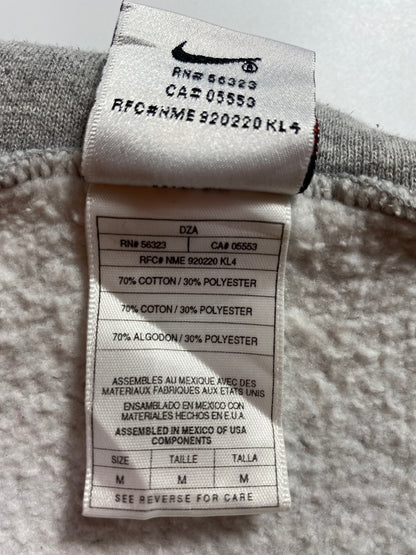 RN# 56323
CA# 05553
RFC#NME 920220 KL4
DZA
RN# 56323 CA# 05553
RFC# NME 920220 KL4
70% COTTON / 30% POLYESTER
70% COTON / 30% POLYESTER
70% ALGODON / 30% POLYESTER
ASSEMBLES AU MEXIQUE AVEC DES
MATERIAUX FABRIQUES AUX ETATS UNIS
ENSAMBLADO EN MEXICO CON
MATERIALES HECHOS EN E.U.A.
ASSEMBLED IN MEXICO OF USA
COMPONENTS
SIZE TAILLE TALLA
M M M
SEE REVERSE FOR CARE